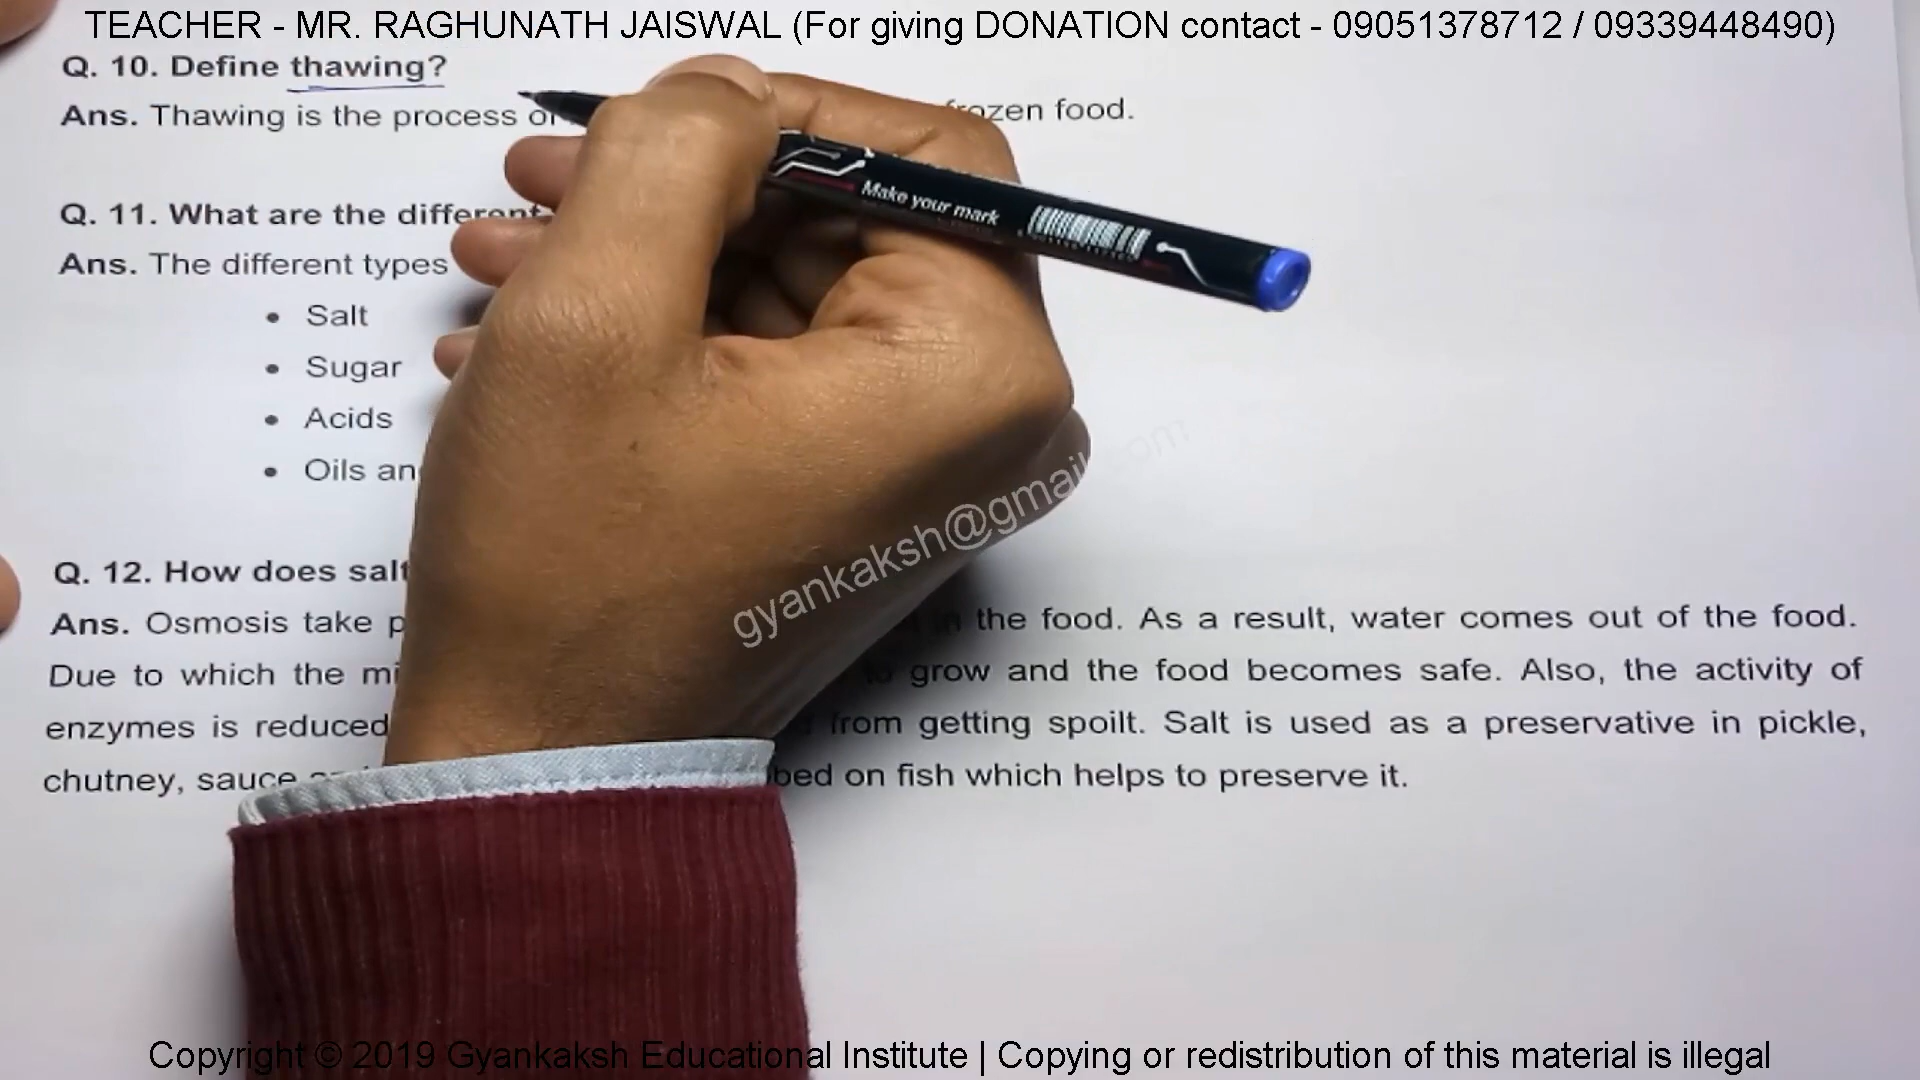 TEACHER - MR. RAGHUNATH JAISWAL (For giving DONATION contact - 09051378712 / 09339448490)
Q. 10. Define thawing?
Ans. Thawing is the process of frozen food.
Q. 11. What are the different
Ans. The different types
• Salt
• Sugar
• Acids
• Oils
Make your mark
gyankaksh@gmail.com
Q. 12. How does salt
Ans. Osmosis take in the food. As a result, water comes out of the food.
Due to which the to grow and the food becomes safe. Also, the activity of
enzymes is reduced from getting spoilt. Salt is used as a preservative in pickle,
chutney, sauce on fish which helps to preserve it.
Copyright © 2019 Gyankaksh Educational Institute | Copying or redistribution of this material is illegal